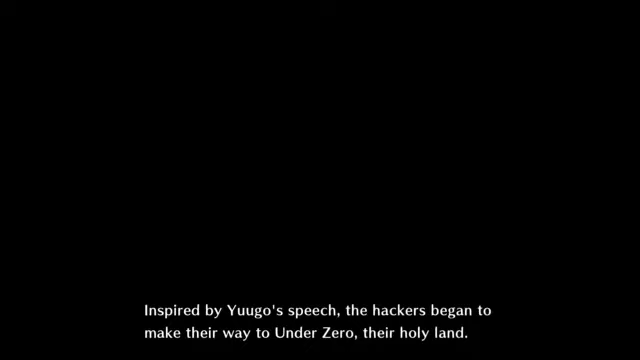 Inspired by Yuugo's speech, the hackers began to
make their way to Under Zero, their holy land.